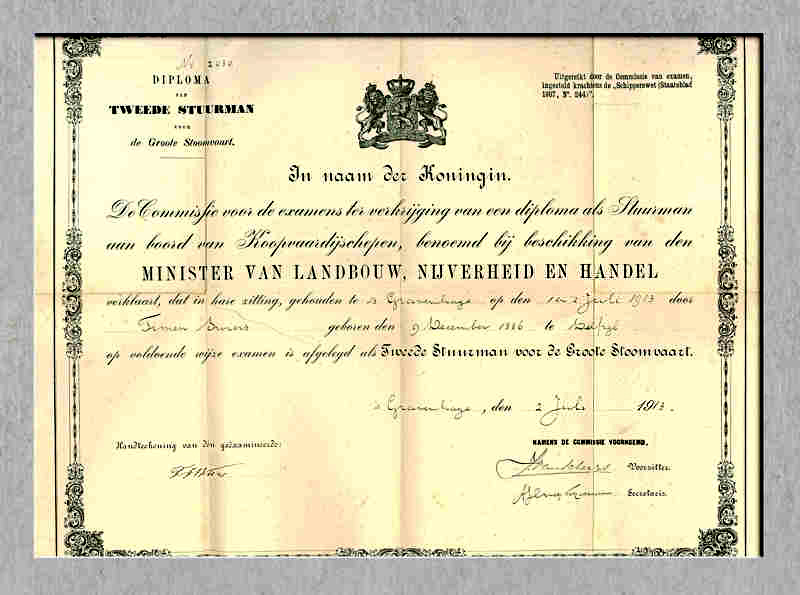 No 2030
DIPLOMA
VAN
TWEEDE STUURMAN
VOOR
de Groote Stoomvaart.
Uitgereikt door de Commissie van examen,
ingesteld krachtens de „Schipperswet (Staatsblad
1907, No. 244)".
In naam der Koningin.
De Commissie voor de examens ter verkrijging van een diploma als Stuurman
aan boord van Koopvaardijschepen, benoemd bij beschikking van den
MINISTER VAN LANDBOUW, NIJVERHEID EN HANDEL
verklaart, dat in hare zitting, gehouden te 's Gravenhage op den 1 en 2 Juli 1913 door
geboren den 9 December 1886 te Delfzijl
op voldoende wijze examen is afgelegd als Tweede Stuurman voor de Groote Stoomvaart.
's Gravenhage, den 2 Juli 1913.
Handteekening van den geëxamineerde:
NAMENS DE COMMISSIE VOORNOEMD,
Voorzitter.
Secretaris.